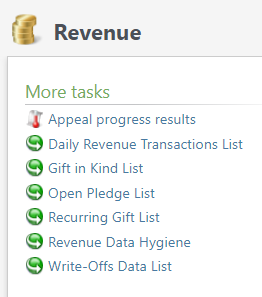 Revenue
More tasks
Appeal progress results
Daily Revenue Transactions List
Gift in Kind List
Open Pledge List
Recurring Gift List
Revenue Data Hygiene
Write-Offs Data List